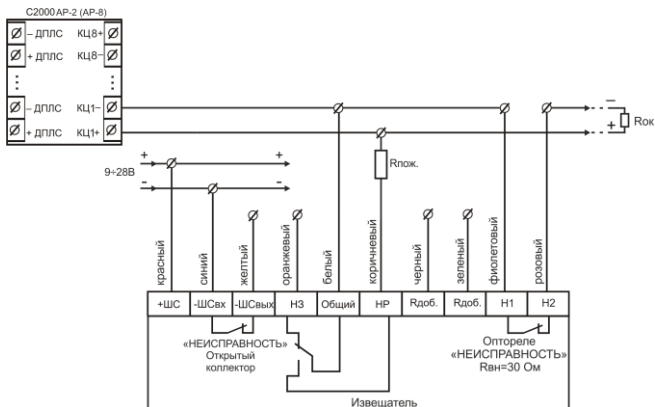 С2000 АР-2 (АР-8)
– ДПЛС КЦ8+
+ ДПЛС КЦ8–
– ДПЛС КЦ1–
+ ДПЛС КЦ1+
–
+
Rок
9÷28В
+
+
-
-
Rпож.
красный
синий
желтый
оранжевый
белый
коричневый
черный
зеленый
фиолетовый
розовый
+ШС
-ШСвх
-ШСвых
НЗ
Общий
НР
Rдоб.
Rдоб.
Н1
Н2
«НЕИСПРАВНОСТЬ»
Открытый
коллектор
Оптореле
«НЕИСПРАВНОСТЬ»
Rвн=30 Ом
Извещатель